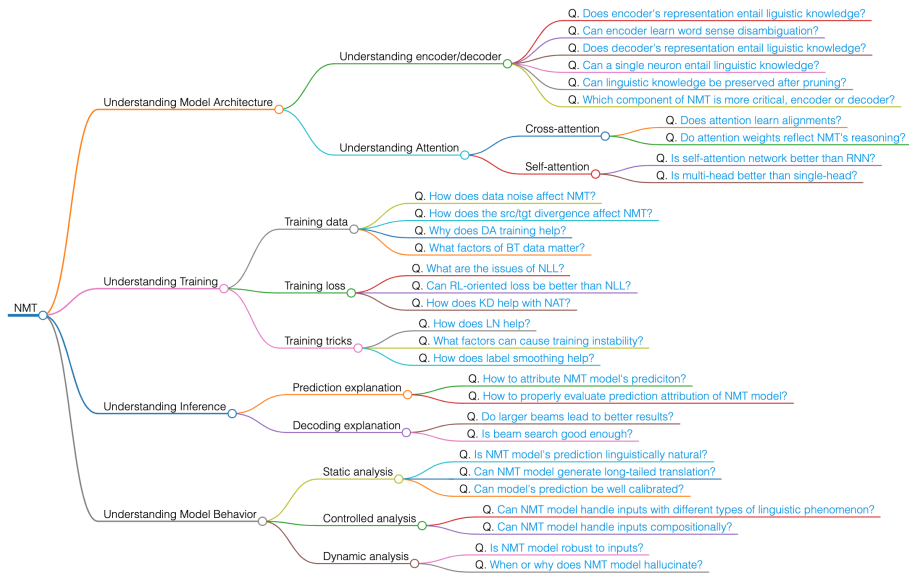 NMT
Understanding Model Architecture
Understanding encoder/decoder
Q. Does encoder's representation entail liguistic knowledge?
Q. Can encoder learn word sense disambiguation?
Q. Does decoder's representation entail liguistic knowledge?
Q. Can a single neuron entail linguistic knowledge?
Q. Can linguistic knowledge be preserved after pruning?
Q. Which component of NMT is more critical, encoder or decoder?
Understanding Attention
Cross-attention
Q. Does attention learn alignments?
Q. Do attention weights reflect NMT's reasoning?
Self-attention
Q. Is self-attention network better than RNN?
Q. Is multi-head better than single-head?
Understanding Training
Training data
Q. How does data noise affect NMT?
Q. How does the src/tgt divergence affect NMT?
Q. Why does DA training help?
Q. What factors of BT data matter?
Training loss
Q. What are the issues of NLL?
Q. Can RL-oriented loss be better than NLL?
Q. How does KD help with NAT?
Training tricks
Q. How does LN help?
Q. What factors can cause training instability?
Q. How does label smoothing help?
Understanding Inference
Prediction explanation
Q. How to attribute NMT model's prediciton?
Q. How to properly evaluate prediction attribution of NMT model?
Decoding explanation
Q. Do larger beams lead to better results?
Q. Is beam search good enough?
Understanding Model Behavior
Static analysis
Q. Is NMT model's prediction linguistically natural?
Q. Can NMT model generate long-tailed translation?
Q. Can model's prediction be well calibrated?
Controlled analysis
Q. Can NMT model handle inputs with different types of linguistic phenomenon?
Q. Can NMT model handle inputs compositionally?
Dynamic analysis
Q. Is NMT model robust to inputs?
Q. When or why does NMT model hallucinate?